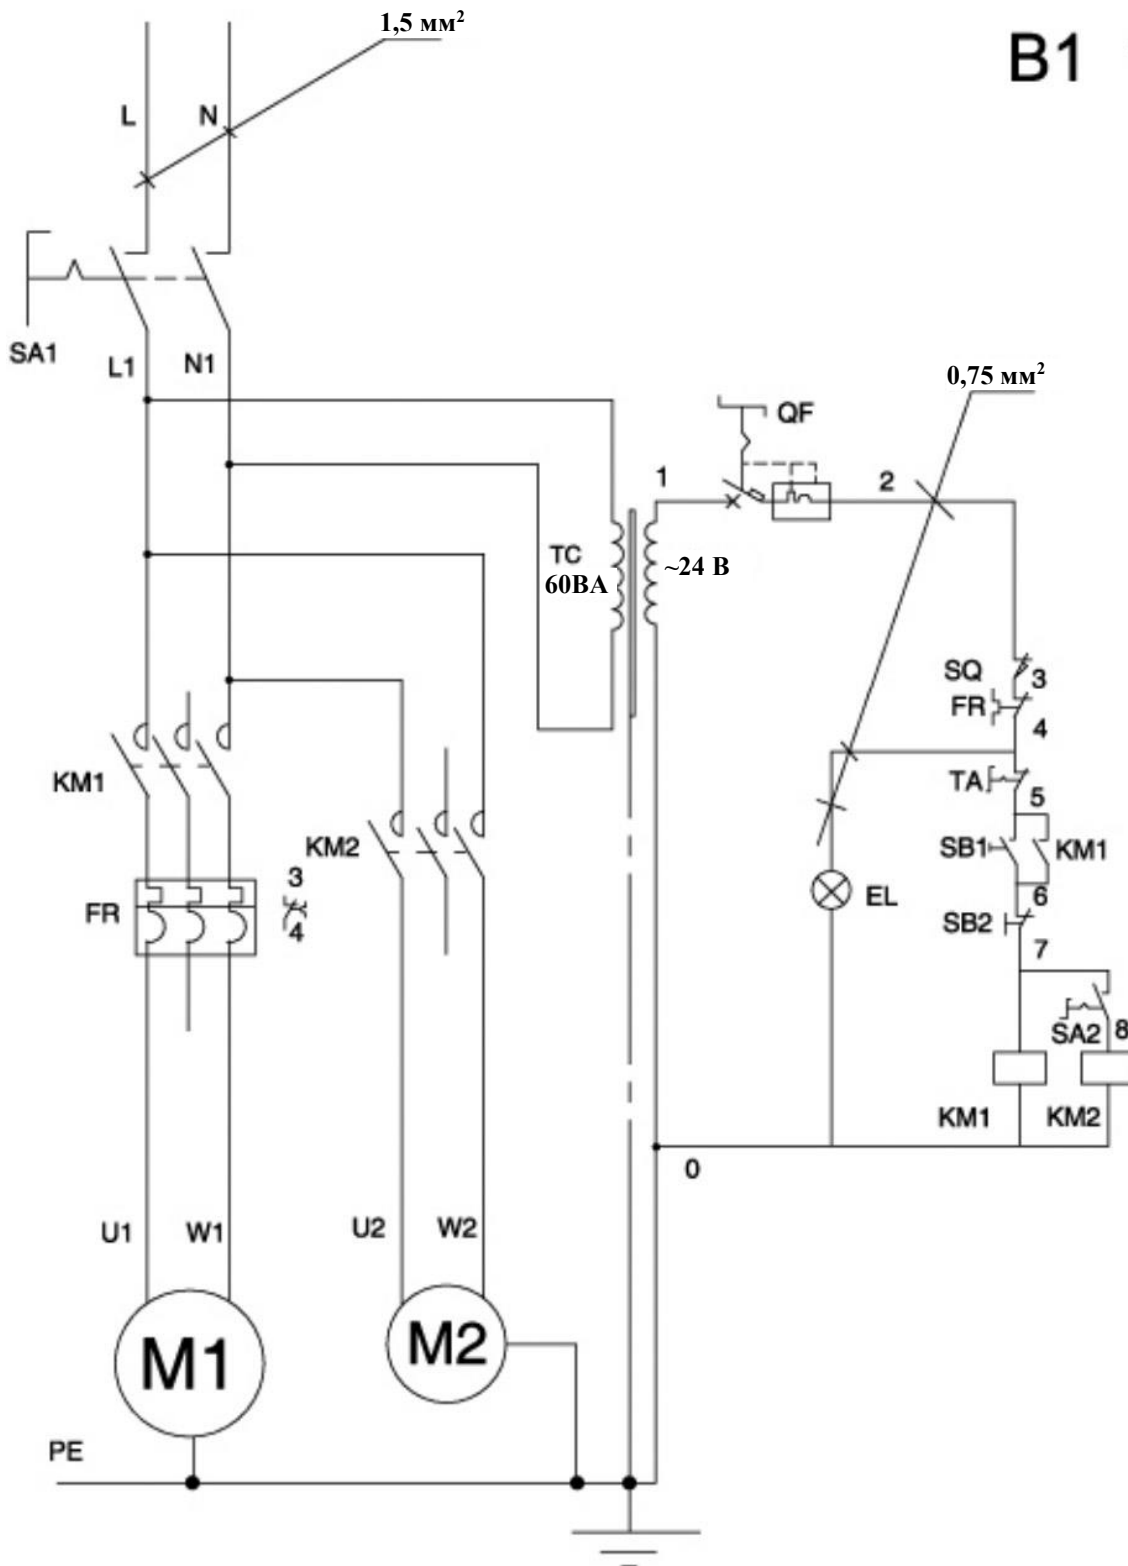 1,5 мм²
B1
L
N
SA1
L1
N1
0,75 мм²
QF
1
2
TC
60ВА
~24 В
SQ
3
FR
4
KM1
TA
5
KM2
SB1
KM1
3
FR
4
EL
6
SB2
7
SA2
8
KM1
KM2
0
U1
W1
U2
W2
M1
M2
PE